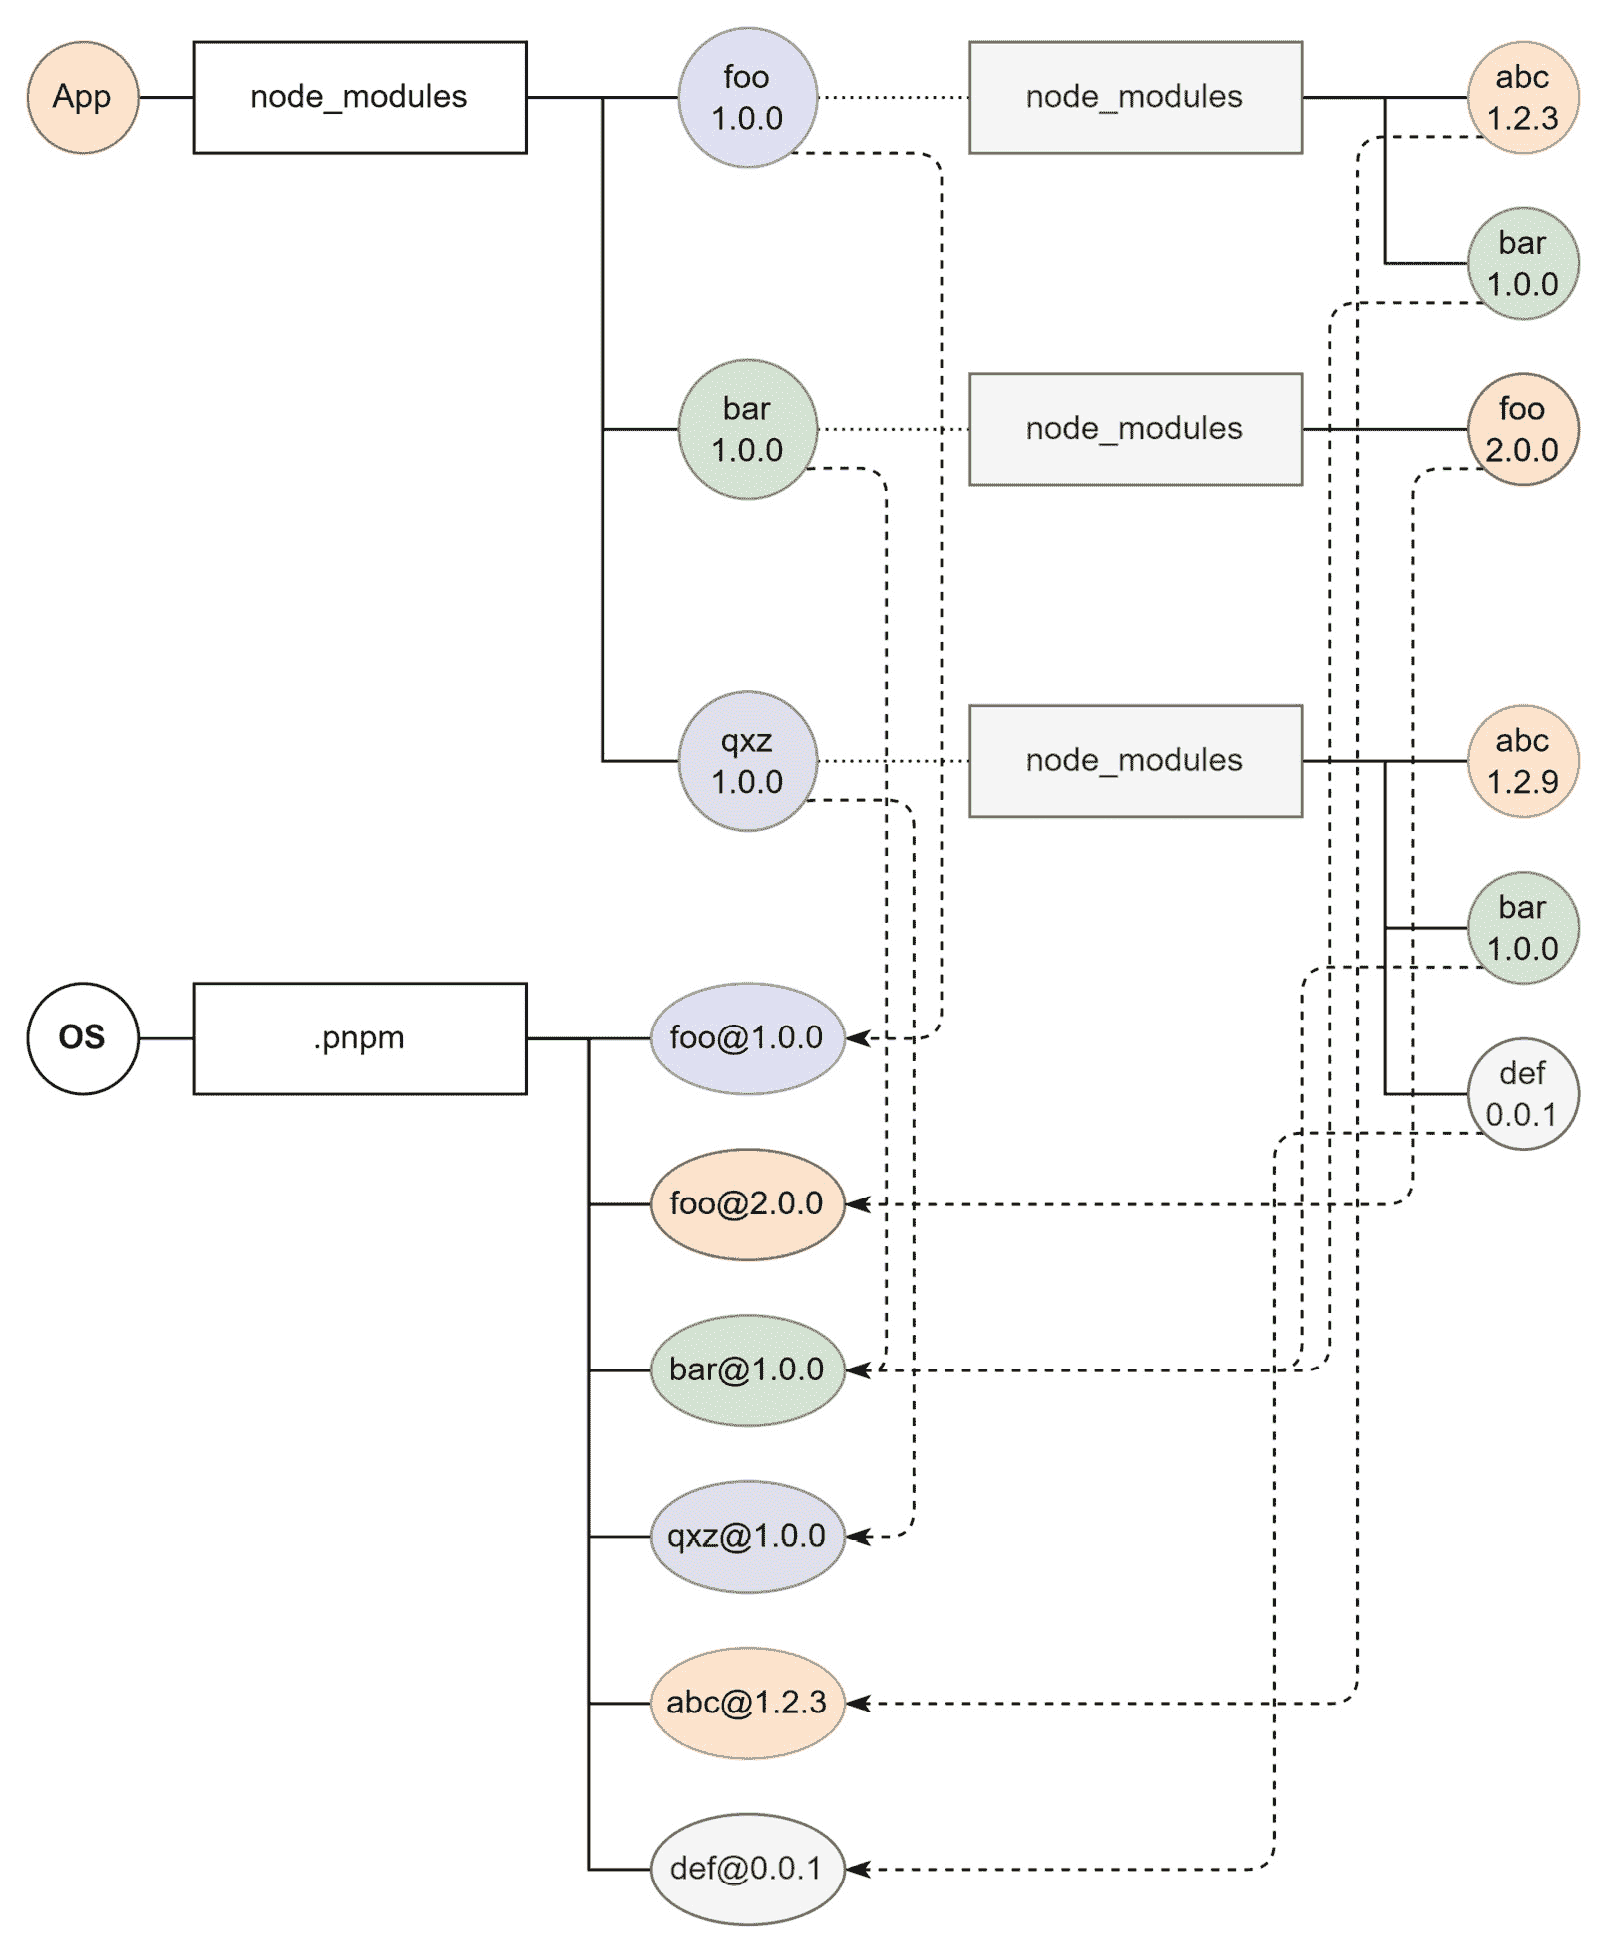 App
node_modules
foo
1.0.0
node_modules
abc
1.2.3
bar
1.0.0
bar
1.0.0
node_modules
foo
2.0.0
qxz
1.0.0
node_modules
abc
1.2.9
bar
1.0.0
def
0.0.1
OS
.pnpm
foo@1.0.0
foo@2.0.0
bar@1.0.0
qxz@1.0.0
abc@1.2.3
def@0.0.1